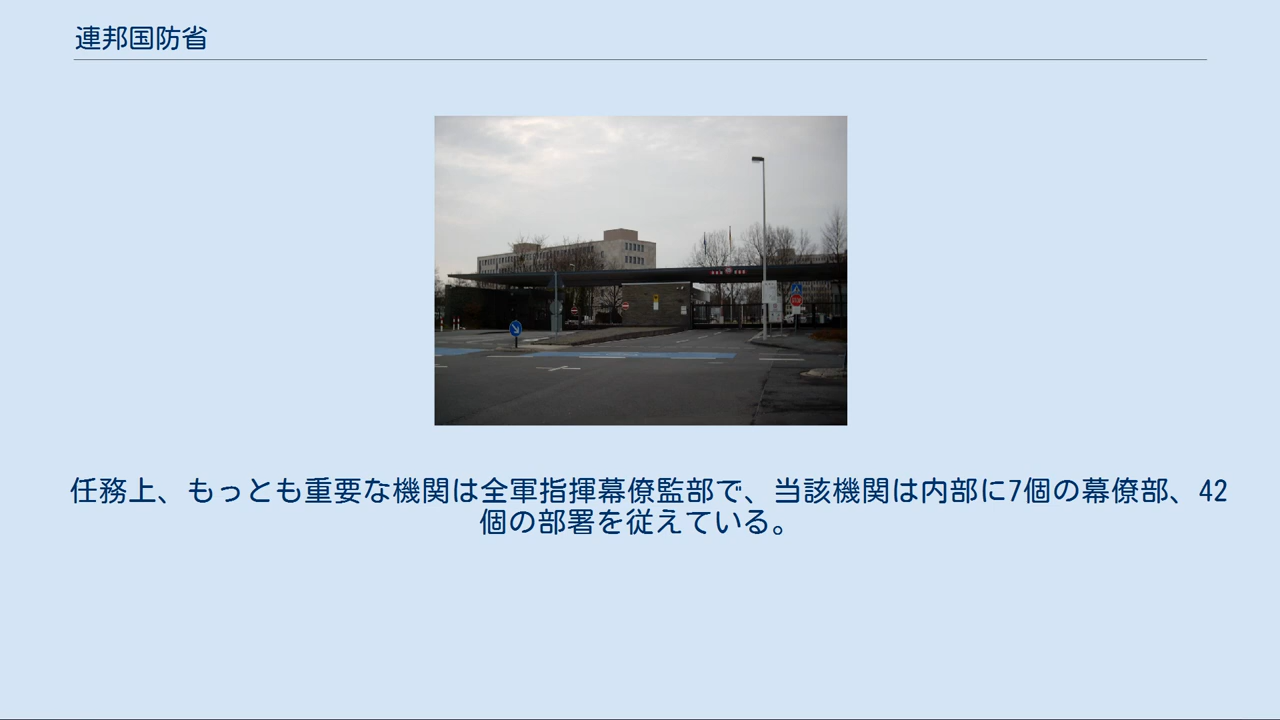 連邦国防省
任務上、もっとも重要な機関は全軍指揮幕僚監部で、当該機関は内部に7個の幕僚部、42
個の部署を従えている。